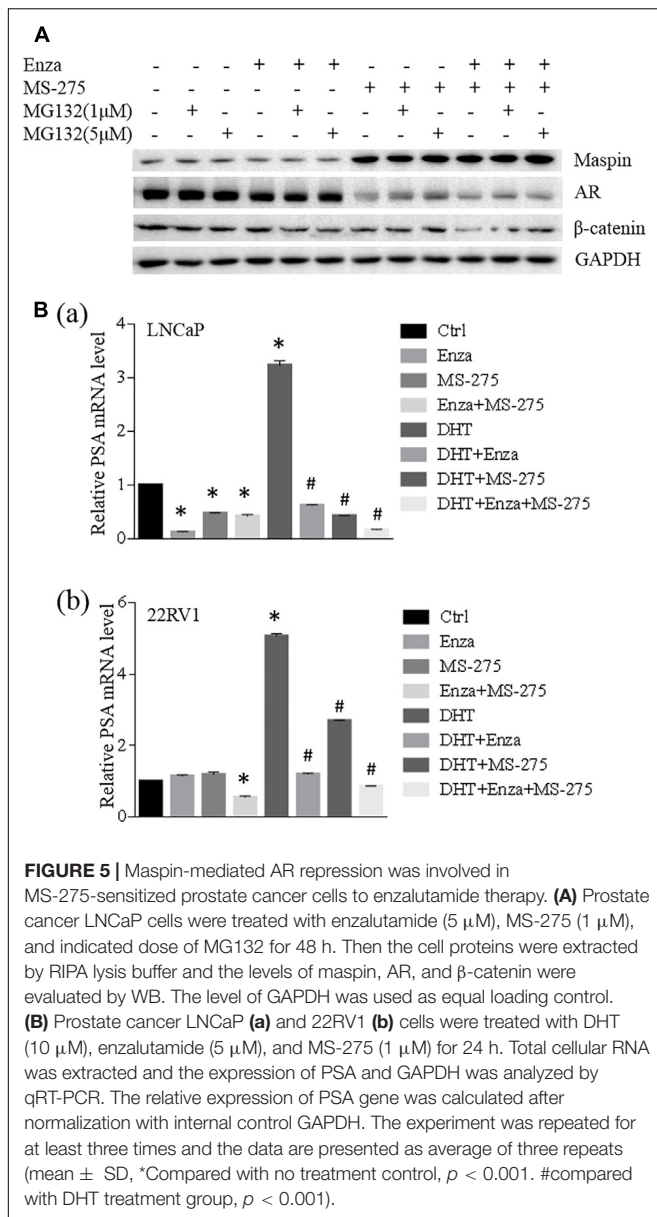 A
Enza - - - + + + - - - + + +
MS-275 - - - - - - + + + + + +
MG132(1μM) - + - - + - - + - - + -
MG132(5μM) - - + - - + - - + - - +
Maspin
AR
β-catenin
GAPDH
B (a)
LNCaP
Relative PSA mRNA level
4
3
2
1
0
* * * * # # #
Ctrl
Enza
MS-275
Enza+MS-275
DHT
DHT+Enza
DHT+MS-275
DHT+Enza+MS-275
(b)
22RV1
Relative PSA mRNA level
6
4
2
0
* * # # #
Ctrl
Enza
MS-275
Enza+MS-275
DHT
DHT+Enza
DHT+MS-275
DHT+Enza+MS-275
FIGURE 5 | Maspin-mediated AR repression was involved in
MS-275-sensitized prostate cancer cells to enzalutamide therapy. (A) Prostate
cancer LNCaP cells were treated with enzalutamide (5 μM), MS-275 (1 μM),
and indicated dose of MG132 for 48 h. Then the cell proteins were extracted
by RIPA lysis buffer and the levels of maspin, AR, and β-catenin were
evaluated by WB. The level of GAPDH was used as equal loading control.
(B) Prostate cancer LNCaP (a) and 22RV1 (b) cells were treated with DHT
(10 μM), enzalutamide (5 μM), and MS-275 (1 μM) for 24 h. Total cellular RNA
was extracted and the expression of PSA and GAPDH was analyzed by
qRT-PCR. The relative expression of PSA gene was calculated after
normalization with internal control GAPDH. The experiment was repeated for
at least three times and the data are presented as average of three repeats
(mean ± SD, *Compared with no treatment control, p < 0.001. #compared
with DHT treatment group, p < 0.001).